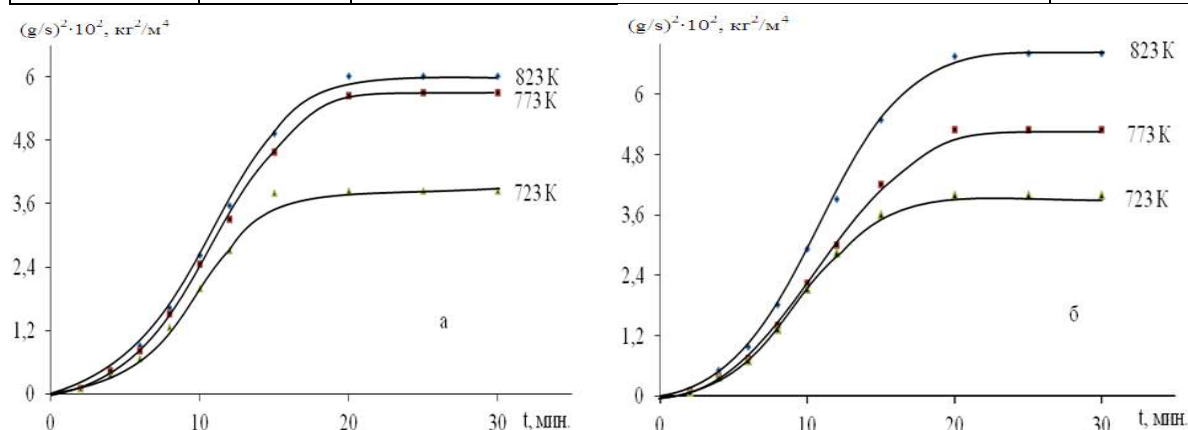 (g/s)²·10², кг²/м⁴
6
4,8
3,6
2,4
1,2
0
0 10 20 30 t, мин.
823 К
773 К
723 К
а
(g/s)²·10², кг²/м⁴
6
4,8
3,6
2,4
1,2
0
0 10 20 30 t, мин.
823 К
773 К
723 К
б